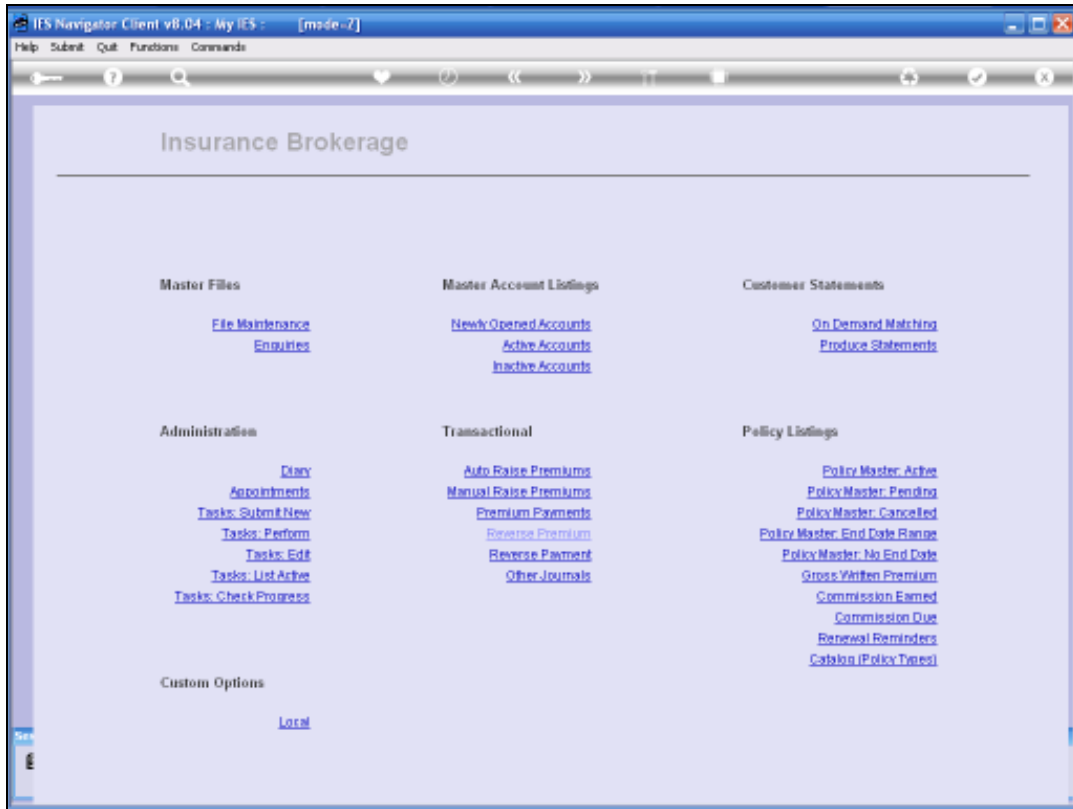 IES Navigator Client v8.04 : My IES : [mode=Z]
Help Submit Quit Functions Commands
Insurance Brokerage
Master Files
File Maintenance
Enquiries
Master Account Listings
Newly Opened Accounts
Active Accounts
Inactive Accounts
Customer Statements
On Demand Matching
Produce Statements
Administration
Diary
Appointments
Tasks: Submit New
Tasks: Perform
Tasks: Edit
Tasks: List Active
Tasks: Check Progress
Transactional
Auto Raise Premiums
Manual Raise Premiums
Premium Payments
Reverse Premium
Reverse Payment
Other Journals
Policy Listings
Policy Master: Active
Policy Master: Pending
Policy Master: Cancelled
Policy Master: End Date Range
Policy Master: No End Date
Gross Written Premium
Commission Earned
Commission Due
Renewal Reminders
Catalog (Policy Types)
Custom Options
Local